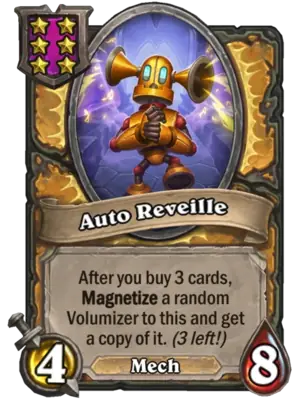 Auto Reveille
After you buy 3 cards,
Magnetize a random
Volumizer to this and get
a copy of it. (3 left!)
4
Mech
8